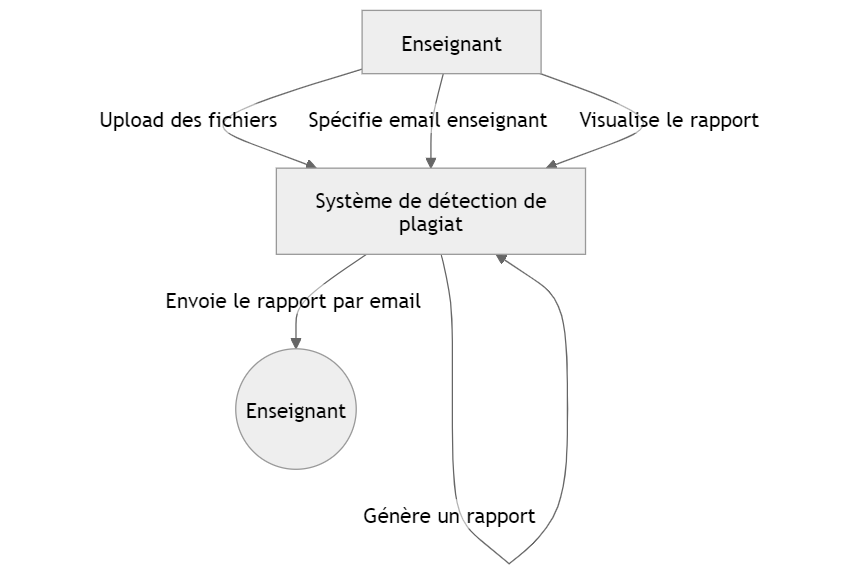 Enseignant
Upload des fichiers
Spécifie email enseignant
Visualise le rapport
Système de détection de
plagiat
Envoie le rapport par email
Enseignant
Génère un rapport